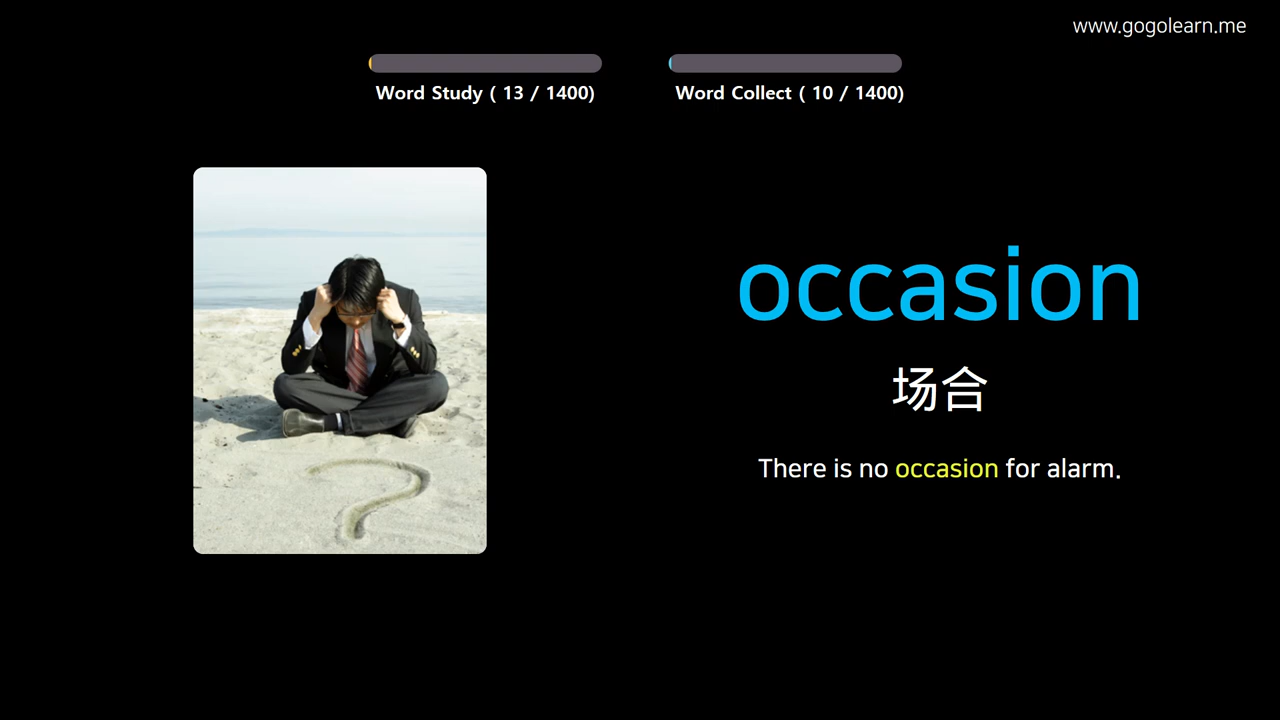 www.gogolearn.me
Word Study ( 13 / 1400)
Word Collect ( 10 / 1400)
occasion
场合
There is no occasion for alarm.
?